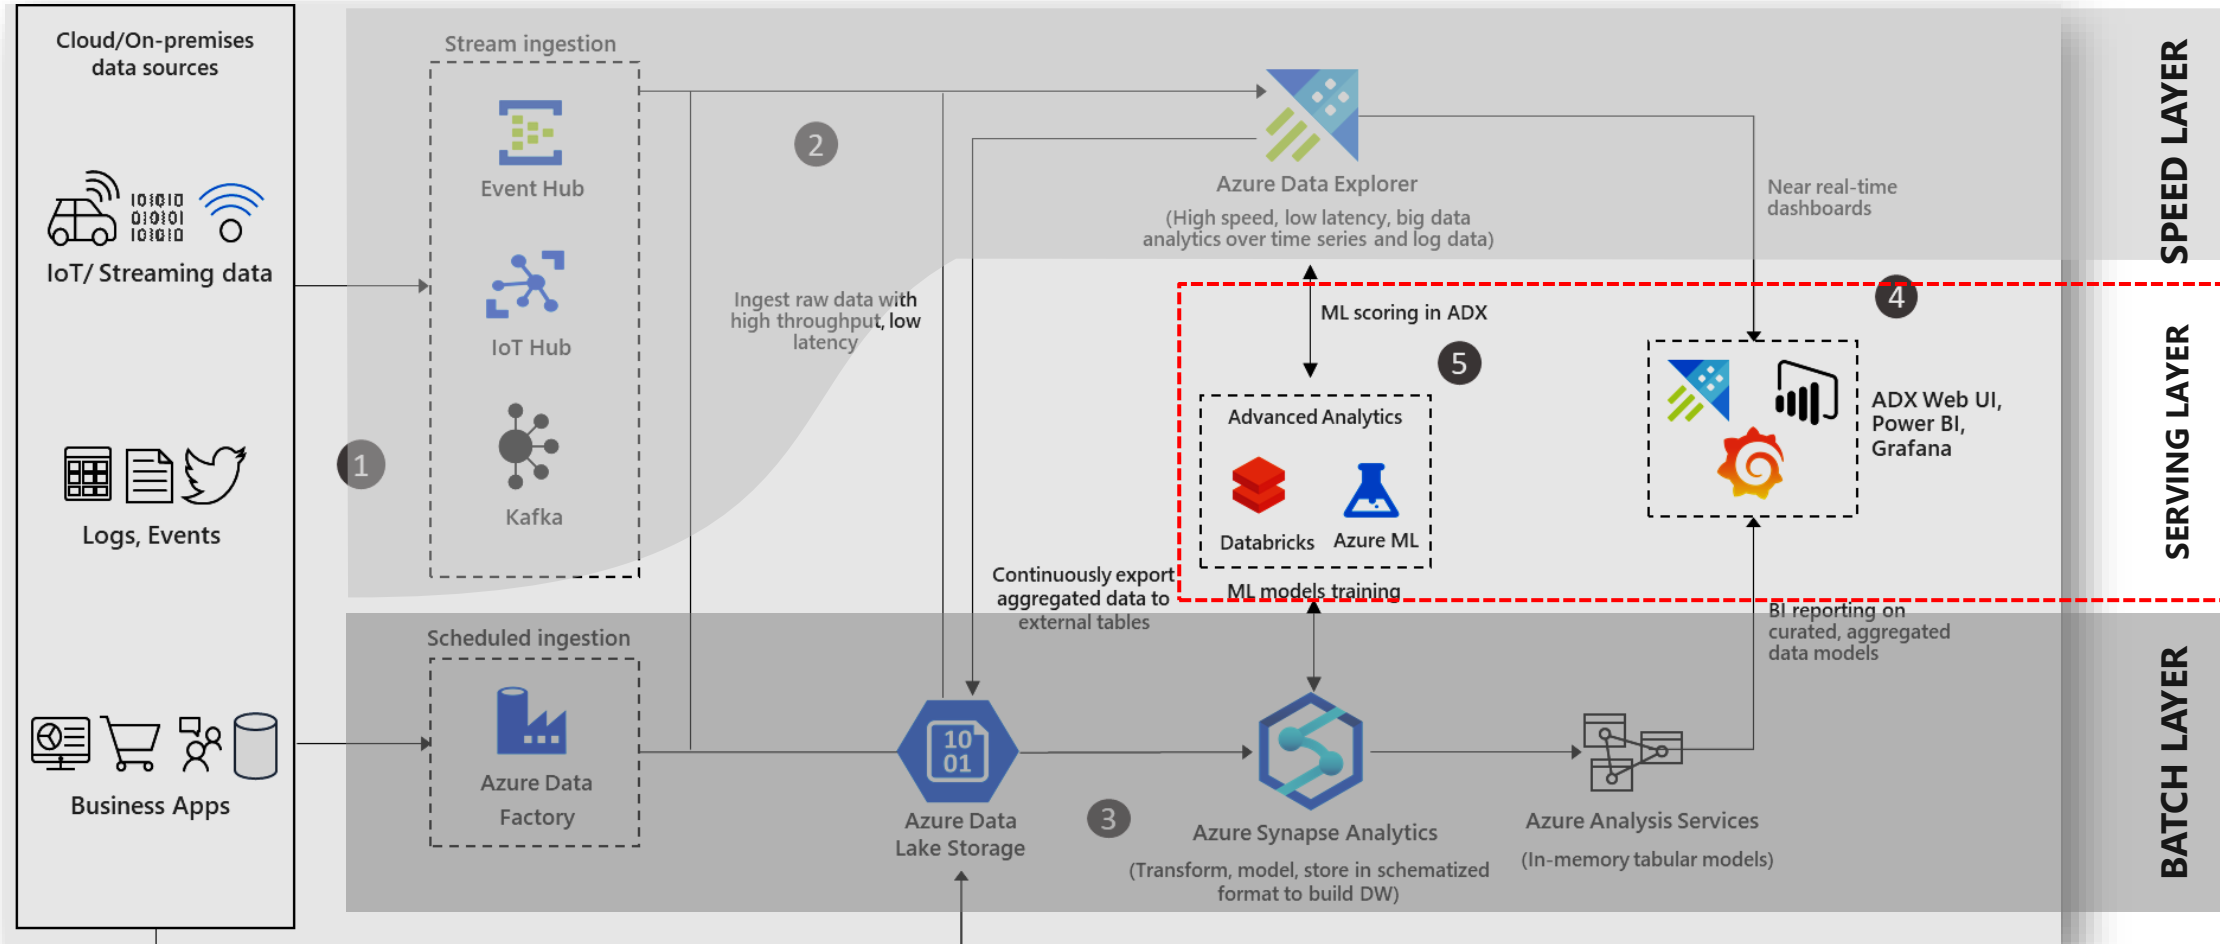 Cloud/On-premises
data sources
IoT/ Streaming data
Logs, Events
Business Apps
1
Stream ingestion
Event Hub
IoT Hub
Kafka
Scheduled ingestion
Azure Data
Factory
2
Ingest raw data with
high throughput, low
latency
Azure Data Explorer
(High speed, low latency, big data
analytics over time series and log data)
Near real-time
dashboards
ML scoring in ADX
5
4
Advanced Analytics
Databricks
Azure ML
ML models training
ADX Web UI,
Power BI,
Grafana
Continuously export
aggregated data to
external tables
BI reporting on
curated, aggregated
data models
10
01
Azure Data
Lake Storage
3
Azure Synapse Analytics
(Transform, model, store in schematized
format to build DW)
Azure Analysis Services
(In-memory tabular models)
SPEED LAYER
SERVING LAYER
BATCH LAYER